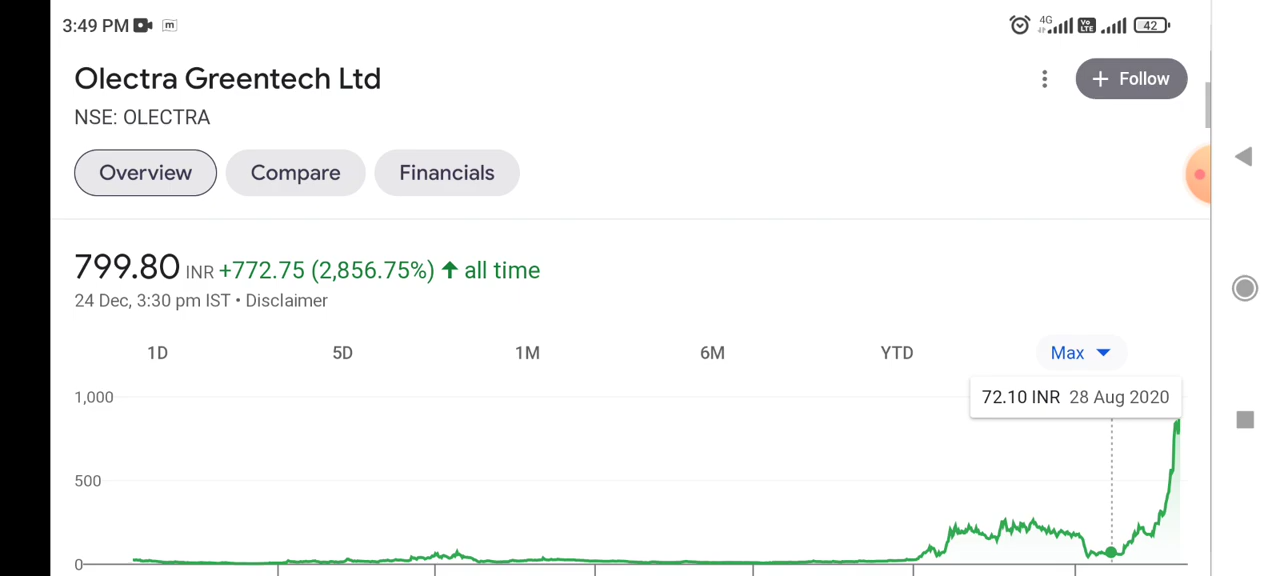 3:49 PM m 4G Vo LTE 42
Olectra Greentech Ltd
+ Follow
NSE: OLECTRA
Overview Compare Financials
799.80 INR +772.75 (2,856.75%) ↑ all time
24 Dec, 3:30 pm IST • Disclaimer
1D 5D 1M 6M YTD Max
1,000
72.10 INR 28 Aug 2020
500
0